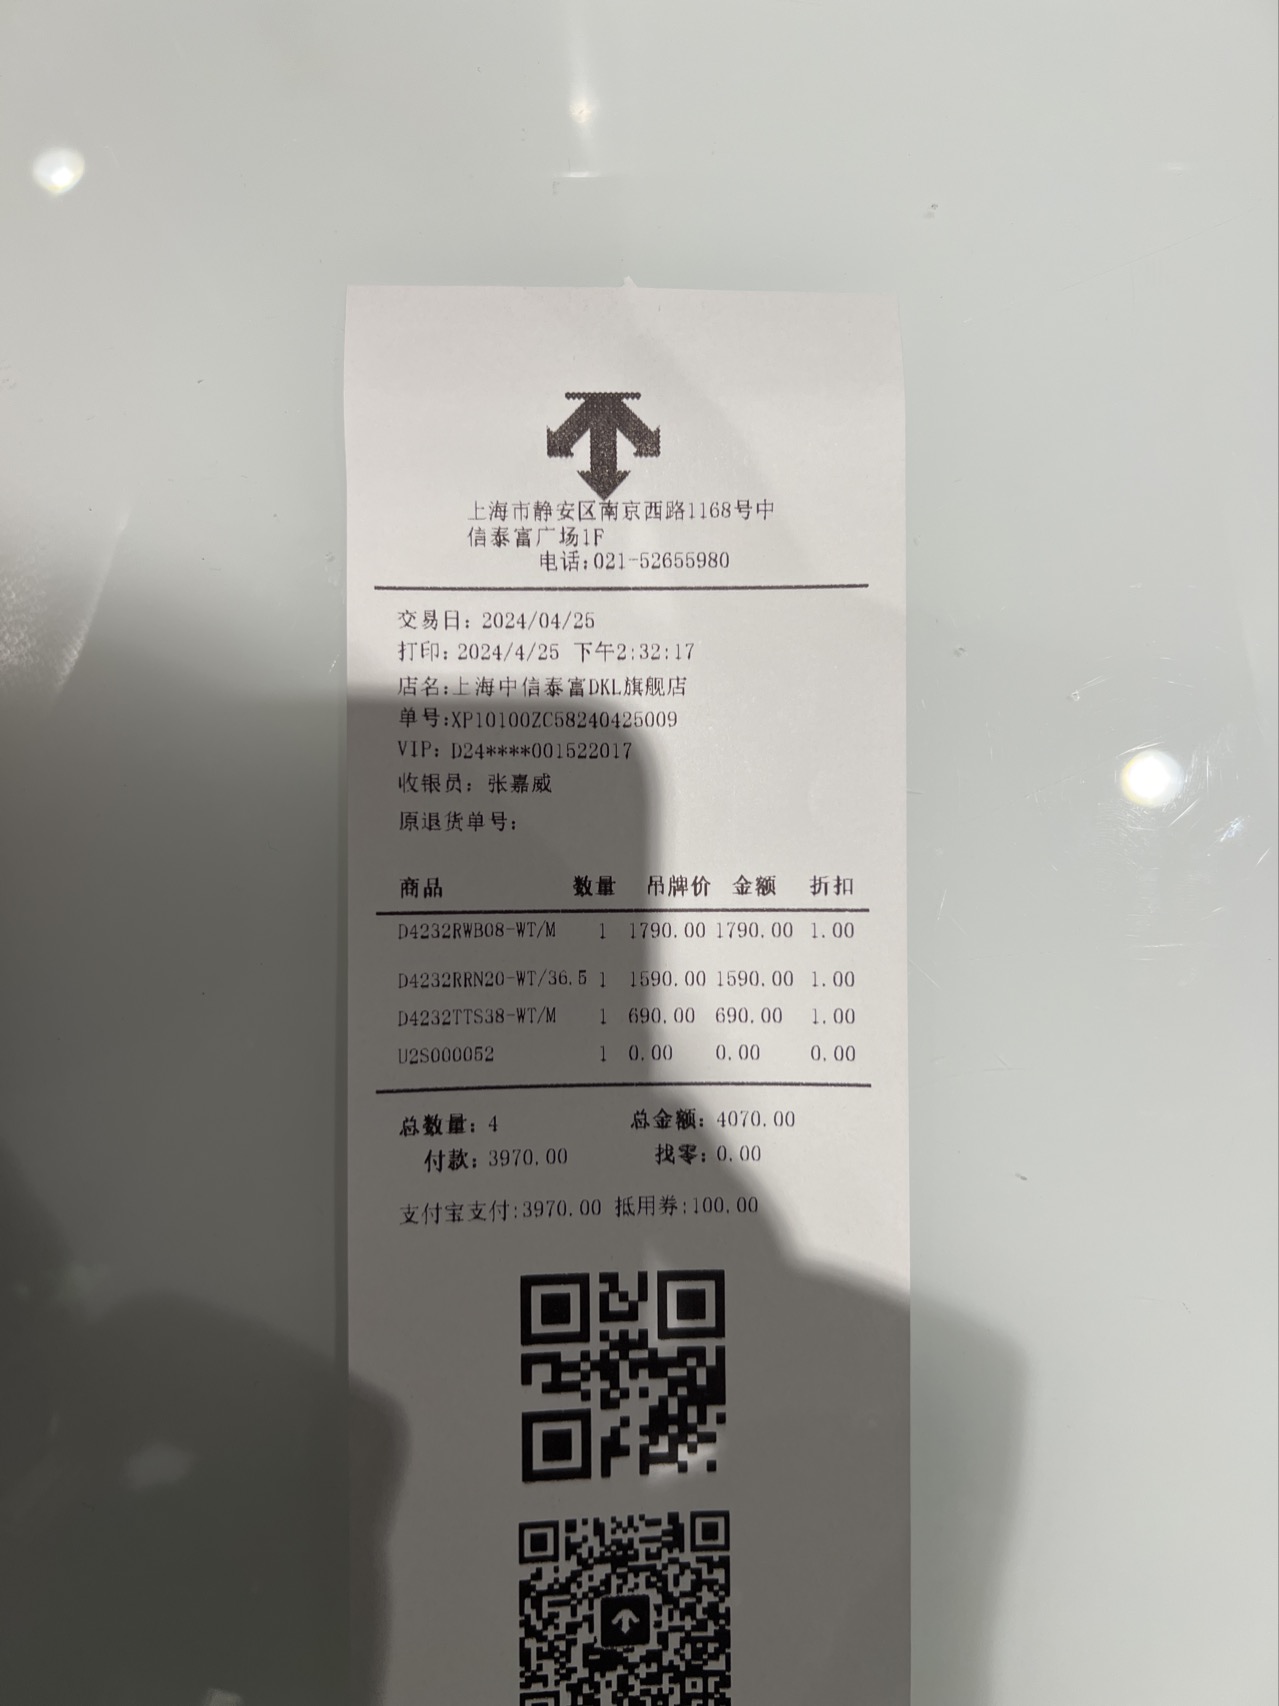 上海市静安区南京西路1168号中
信泰富广场1F
电话:021-52655980
交易日: 2024/04/25
打印: 2024/4/25 下午2:32:17
店名:上海中信泰富DKL旗舰店
单号:XP10100ZC58240425009
VIP: D24****001522017
收银员: 张嘉威
原退货单号:
商品 数量 吊牌价 金额 折扣
D4232RWB08-WT/M 1 1790.00 1790.00 1.00
D4232RRN20-WT/36.5 1 1590.00 1590.00 1.00
D4232TTS38-WT/M 1 690.00 690.00 1.00
U2S000052 1 0.00 0.00 0.00
总数量: 4 总金额: 4070.00
付款: 3970.00 找零: 0.00
支付宝支付:3970.00 抵用券:100.00